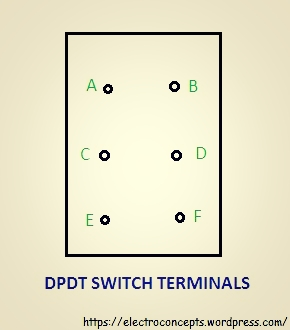 A B
C D
E F
DPDT SWITCH TERMINALS
https://electroconcepts.wordpress.com/